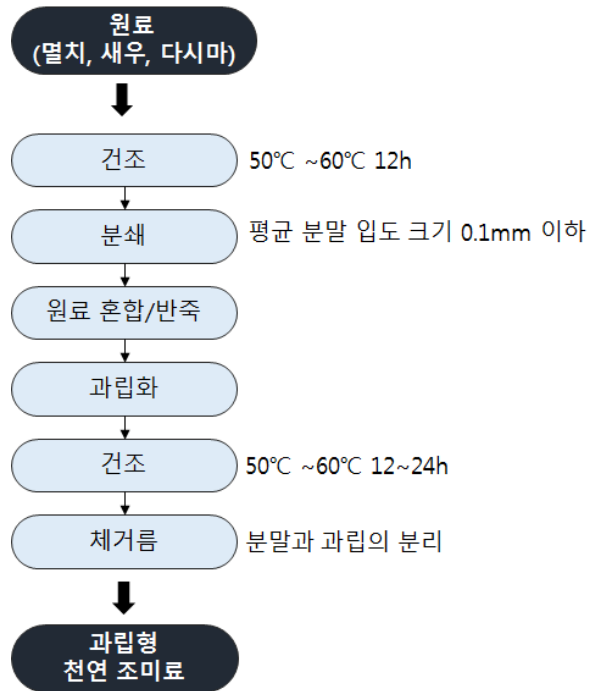 원료
(멸치, 새우, 다시마)
건조
50℃ ~60℃ 12h
분쇄
평균 분말 입도 크기 0.1mm 이하
원료 혼합/반죽
과립화
건조
50℃ ~60℃ 12~24h
체거름
분말과 과립의 분리
과립형
천연 조미료